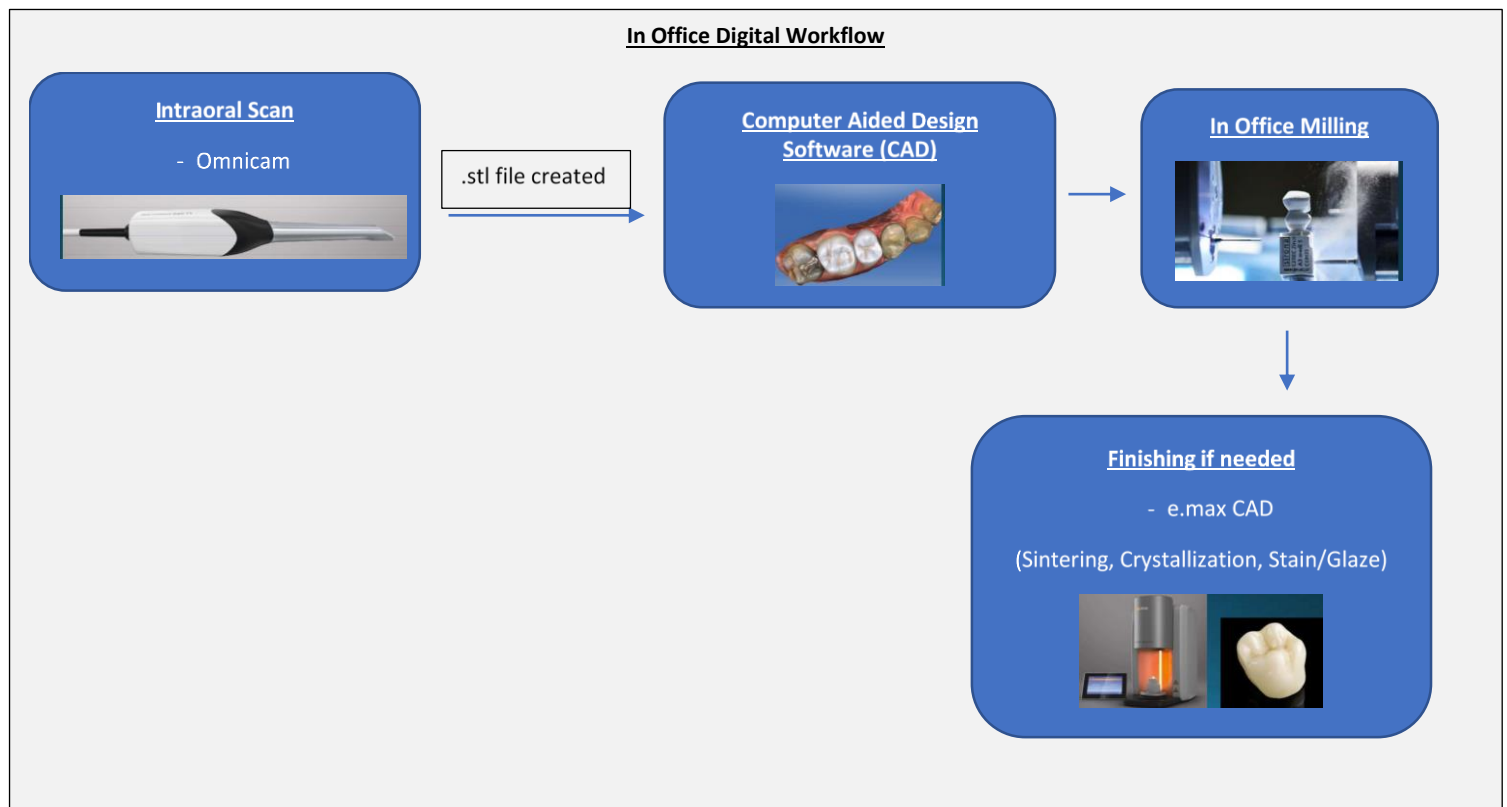 In Office Digital Workflow
Intraoral Scan
- Omnicam
.stl file created
Computer Aided Design
Software (CAD)
In Office Milling
Finishing if needed
- e.max CAD
(Sintering, Crystallization, Stain/Glaze)